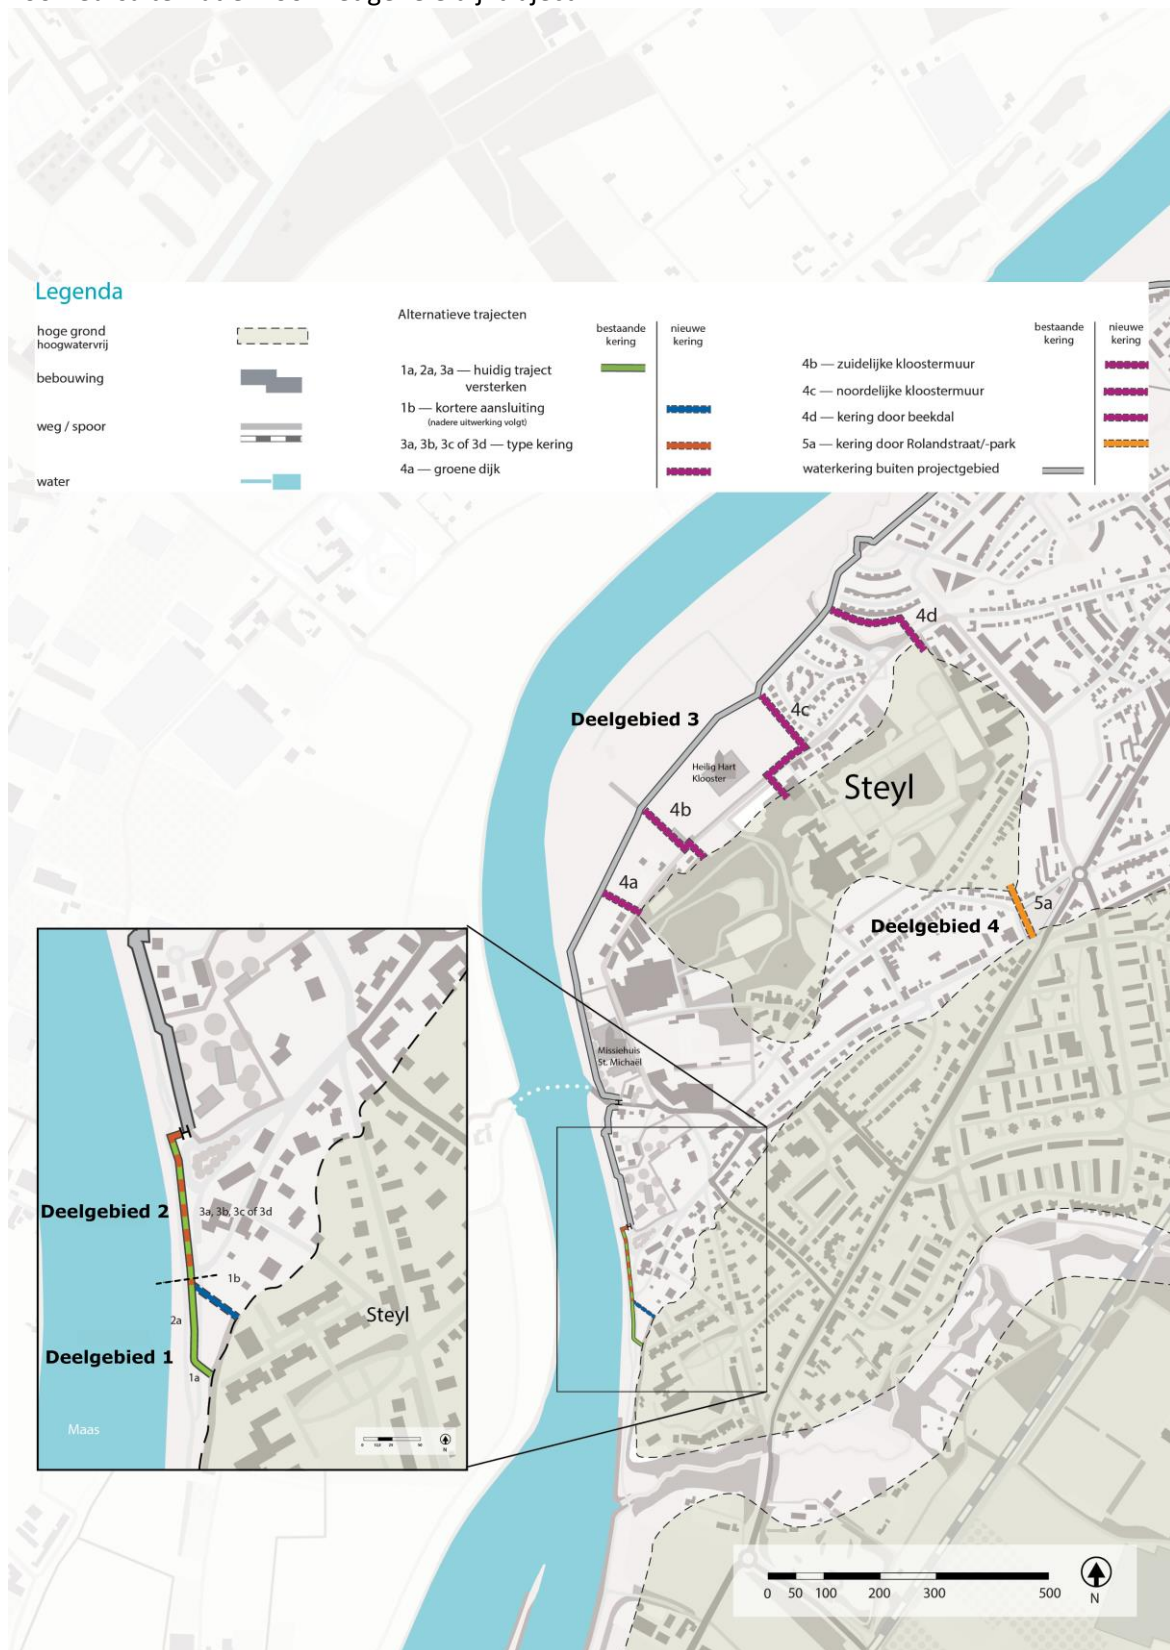 Legenda
hoge grond
hoogwatervrij
bebouwing
weg / spoor
water
Alternatieve trajecten
bestaande
kering
nieuwe
kering
1a, 2a, 3a — huidig traject
versterken
1b — kortere aansluiting
(nadere uitwerking volgt)
3a, 3b, 3c of 3d — type kering
4a — groene dijk
bestaande
kering
nieuwe
kering
4b — zuidelijke kloostermuur
4c — noordelijke kloostermuur
4d — kering door beekdal
5a — kering door Rolandstraat/-park
waterkering buiten projectgebied
4d
4c
Deelgebied 3
Heilig Hart
Klooster
Steyl
4b
4a
5a
Deelgebied 4
Missiehuis
St. Michaël
Deelgebied 2
3a, 3b, 3c of 3d
1b
2a
Steyl
Deelgebied 1
1a
Maas
N
0 50 100 200 300 500
N